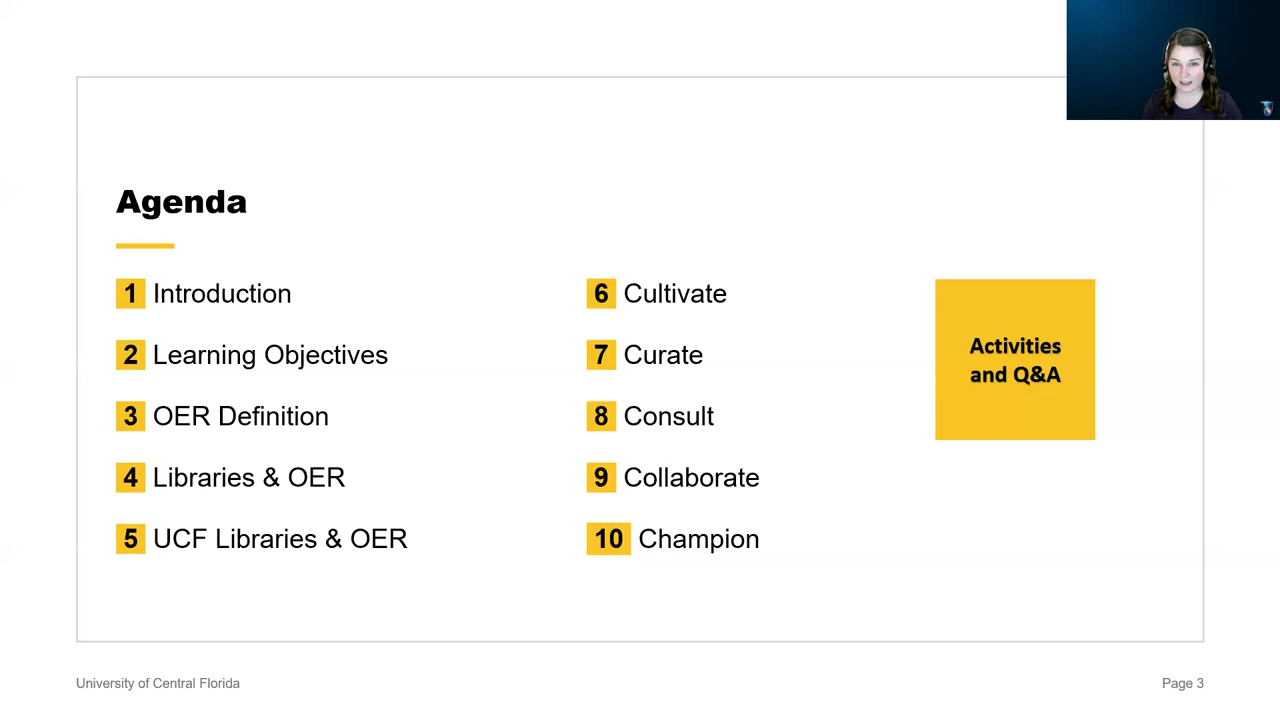 Agenda
1 Introduction
2 Learning Objectives
3 OER Definition
4 Libraries & OER
5 UCF Libraries & OER
6 Cultivate
7 Curate
8 Consult
9 Collaborate
10 Champion
Activities
and Q&A
University of Central Florida
Page 3